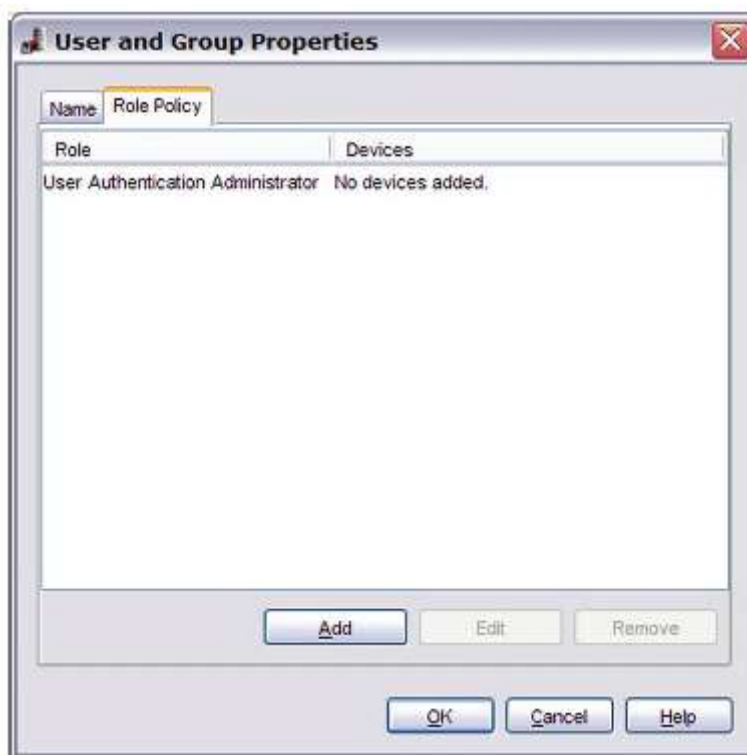 User and Group Properties
Name Role Policy
Role Devices
User Authentication Administrator No devices added.
Add Edit Remove
OK Cancel Help